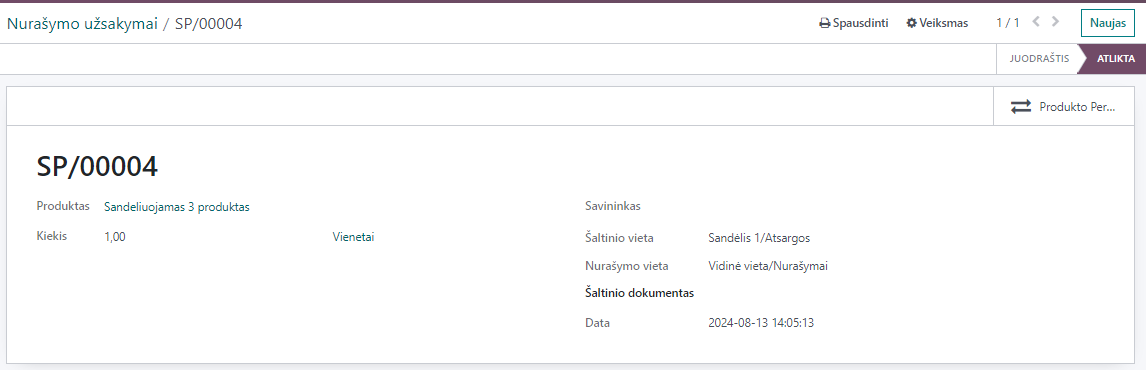 Nurašymo užsakymai / SP/00004
Spausdinti
Veiksmas
1 / 1
Naujas
JUODRAŠTIS
ATLIKTA
Produkto Per...
SP/00004
Produktas Sandeliuojamas 3 produktas
Kiekis 1,00 Vienetai
Savininkas
Šaltinio vieta Sandėlis 1/Atsargos
Nurašymo vieta Vidinė vieta/Nurašymai
Šaltinio dokumentas
Data 2024-08-13 14:05:13